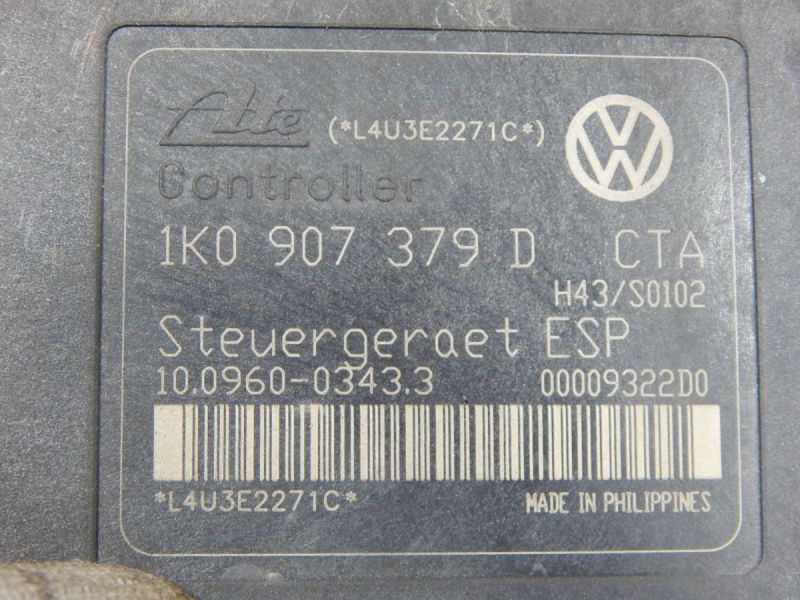 Ate (*L4U3E2271C*)
Controller
1K0 907 379 D CTA
H43/S0102
Steuergeraet ESP
10.0960-0343.3 00009322D0
*L4U3E2271C* MADE IN PHILIPPINES